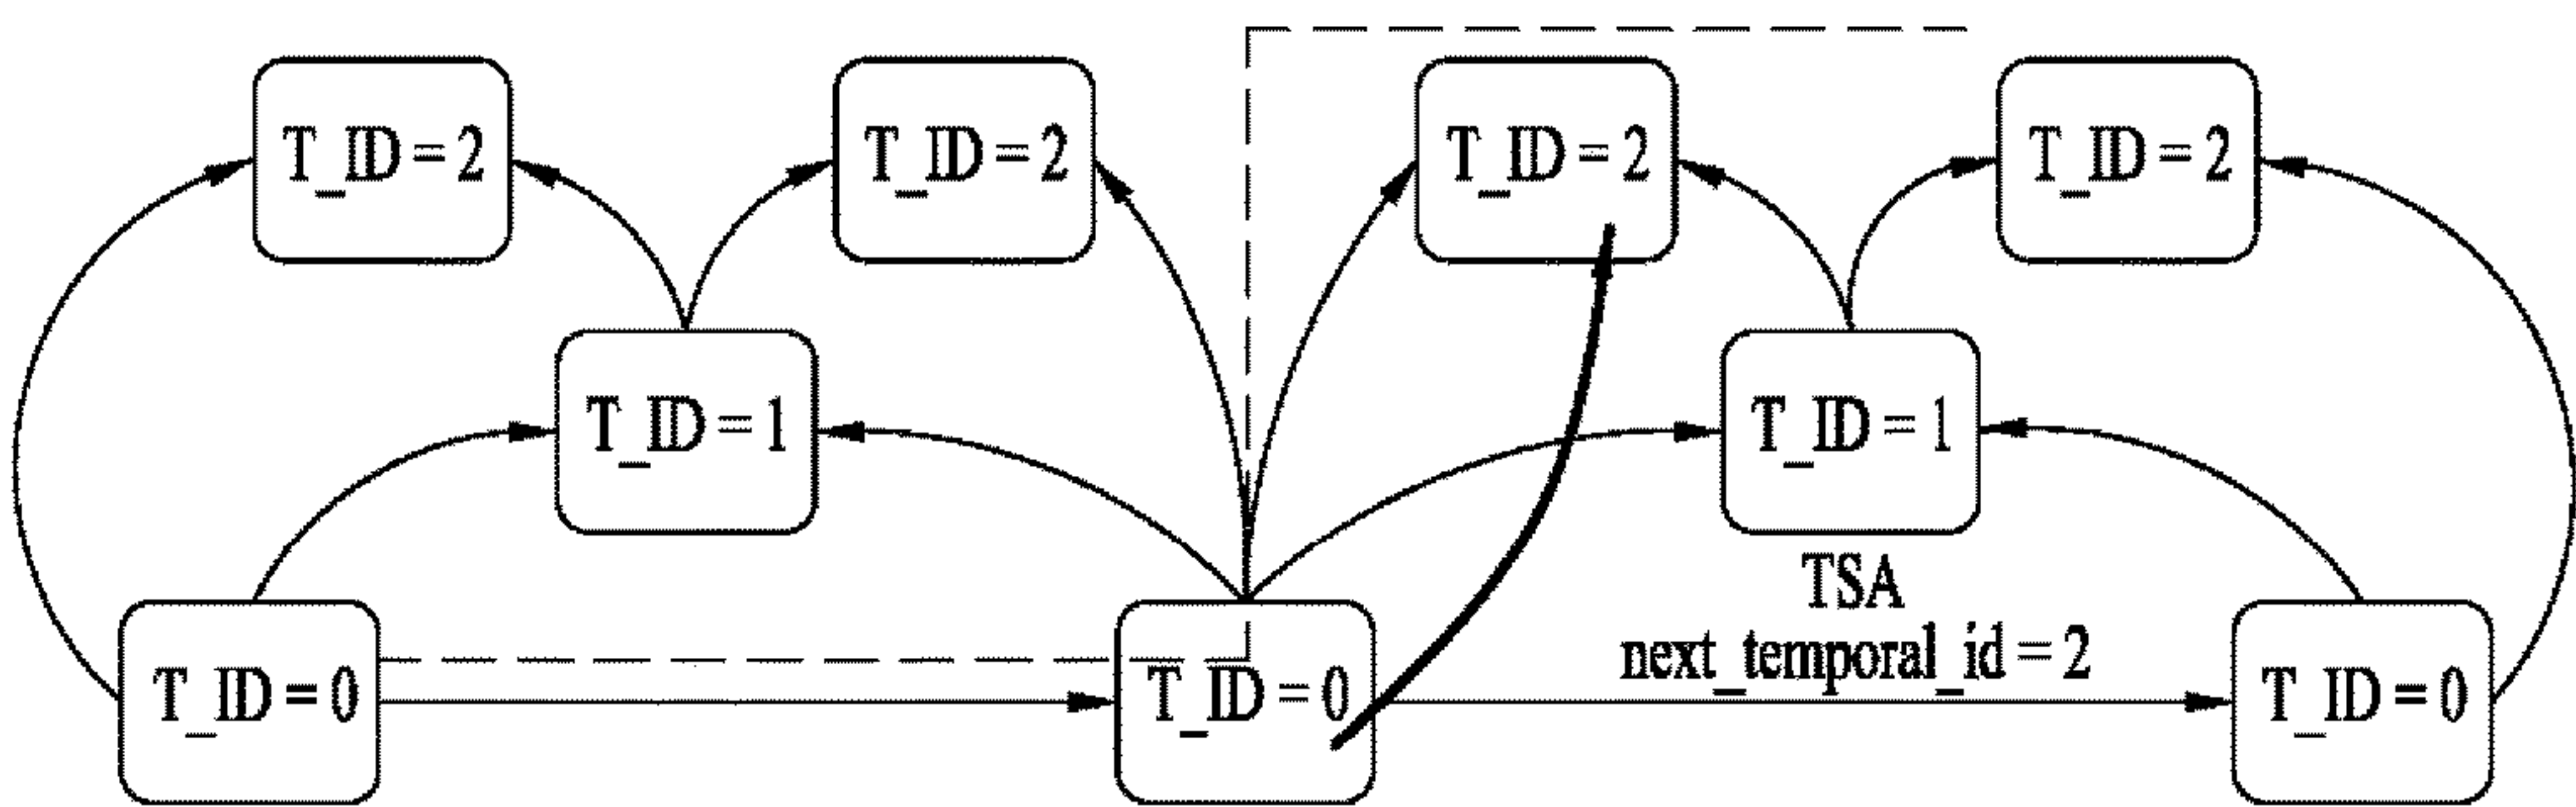 T_ID = 2
T_ID = 2
T_ID = 2
T_ID = 2
T_ID = 1
T_ID = 1
TSA
next_temporal_id = 2
T_ID = 0
T_ID = 0
T_ID = 0